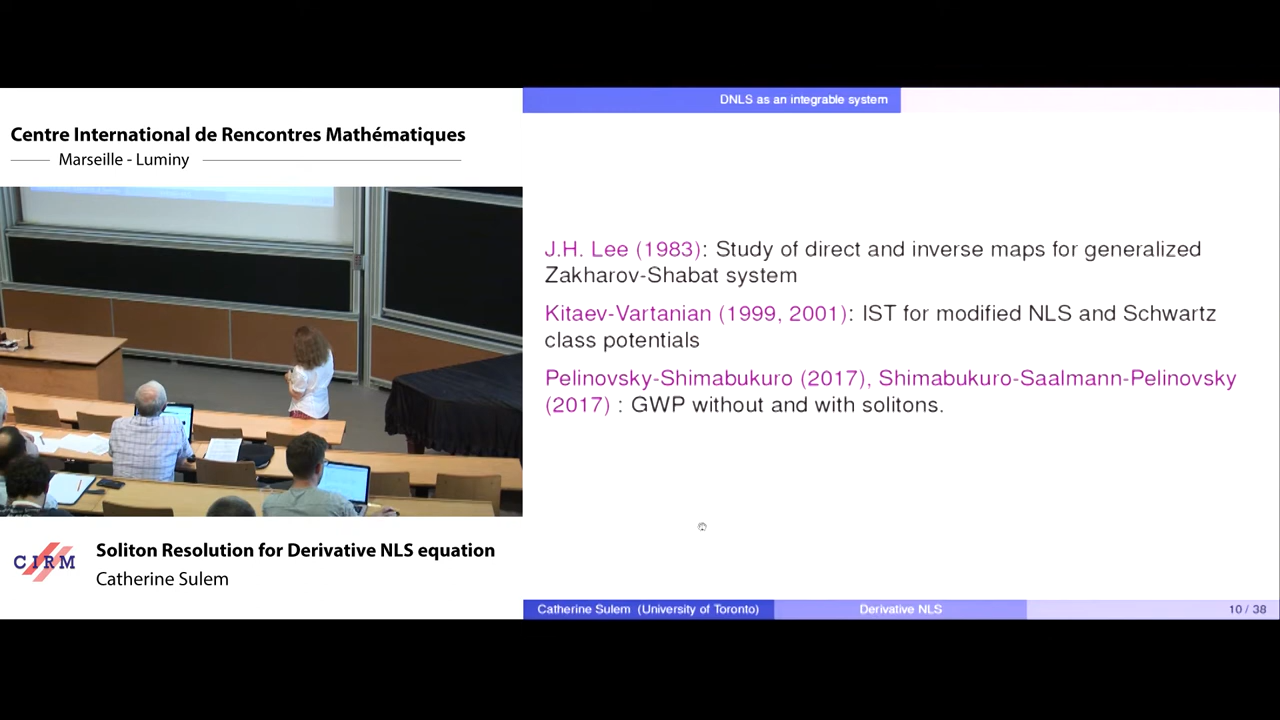 DNLS as an integrable system
Centre International de Rencontres Mathématiques
Marseille - Luminy
J.H. Lee (1983): Study of direct and inverse maps for generalized
Zakharov-Shabat system
Kitaev-Vartanian (1999, 2001): IST for modified NLS and Schwartz
class potentials
Pelinovsky-Shimabukuro (2017), Shimabukuro-Saalmann-Pelinovsky
(2017) : GWP without and with solitons.
CIRM
Soliton Resolution for Derivative NLS equation
Catherine Sulem
Catherine Sulem (University of Toronto)
Derivative NLS
10 / 38